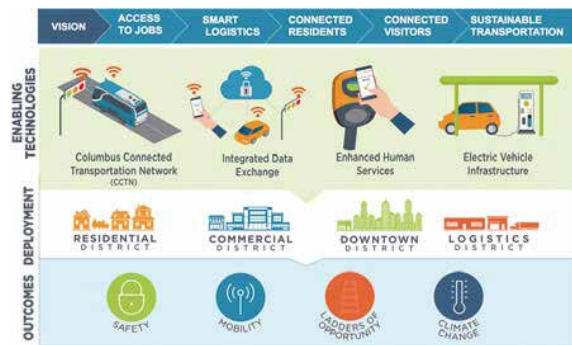 VISION
ACCESS
TO JOBS
SMART
LOGISTICS
CONNECTED
RESIDENTS
CONNECTED
VISITORS
SUSTAINABLE
TRANSPORTATION
ENABLING
TECHNOLOGIES
Columbus Connected
Transportation Network
(CCTN)
Integrated Data
Exchange
Enhanced Human
Services
Electric Vehicle
Infrastructure
DEPLOYMENT
RESIDENTIAL
DISTRICT
COMMERCIAL
DISTRICT
DOWNTOWN
DISTRICT
LOGISTICS
DISTRICT
OUTCOMES
SAFETY
MOBILITY
LADDERS OF
OPPORTUNITY
CLIMATE
CHANGE